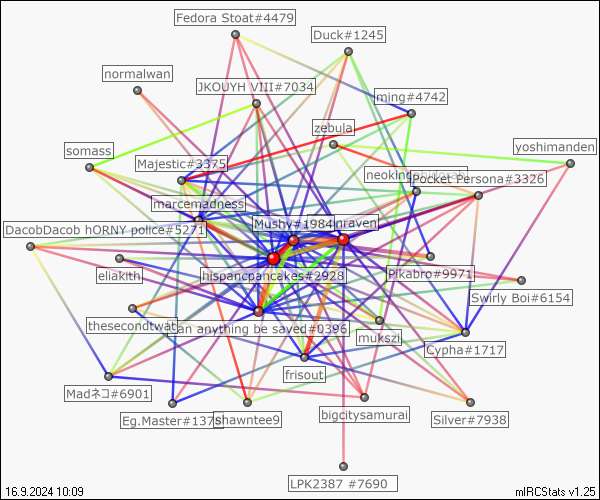 Fedora Stoat#4479
Duck#1245
normalwan
JKOUYH VIII#7034
ming#4742
zebula
somass
yoshimanden
Majestic#3375
Pocket Persona#3326
marcemadness
Mushy#1984
DacobDacob hORNY police#5271
eliakith
hispancpancakes#2928
Pikabro#9971
Swirly Boi#6154
thesecondtwat
an anything be saved#0396
mukszi
Cypha#1717
frisout
Madネコ#6901
Eg.Master#137
shawntee9
bigcitysamurai
Silver#7938
LPK2387 #7690
16.9.2024 10:09
mIRCStats v1.25